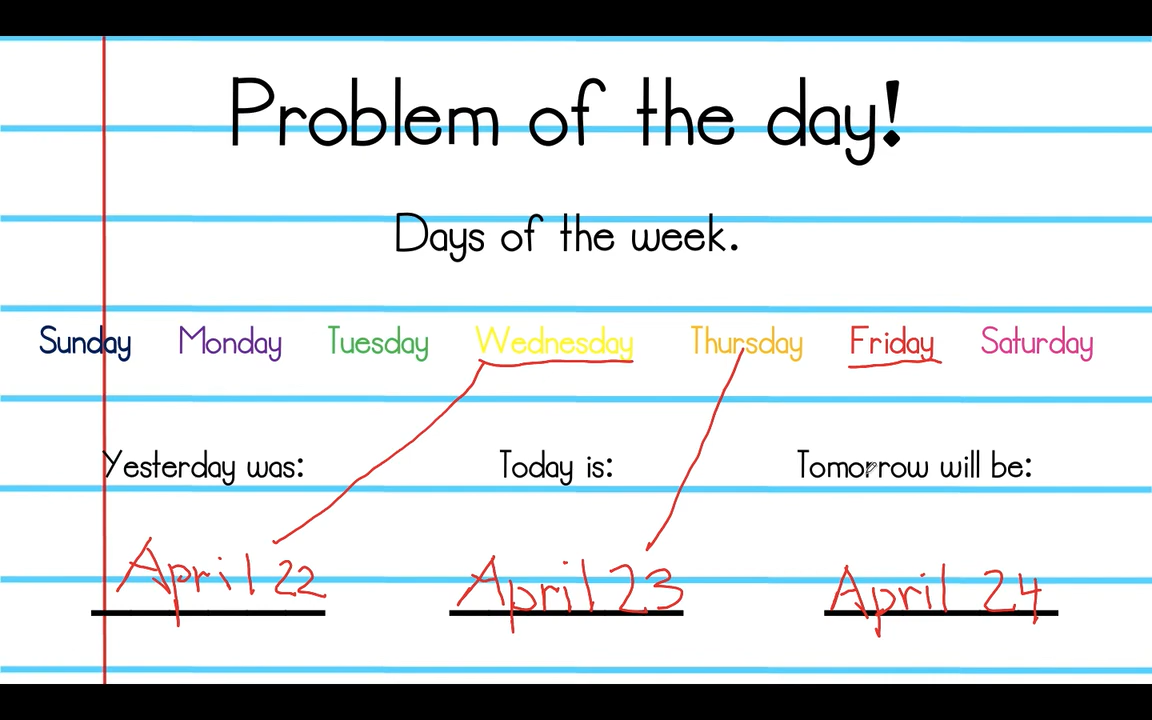 Problem of the day!
Days of the week.
Sunday Monday Tuesday Wednesday Thursday Friday Saturday
Yesterday was: Today is: Tomorrow will be:
April 22 April 23 April 24